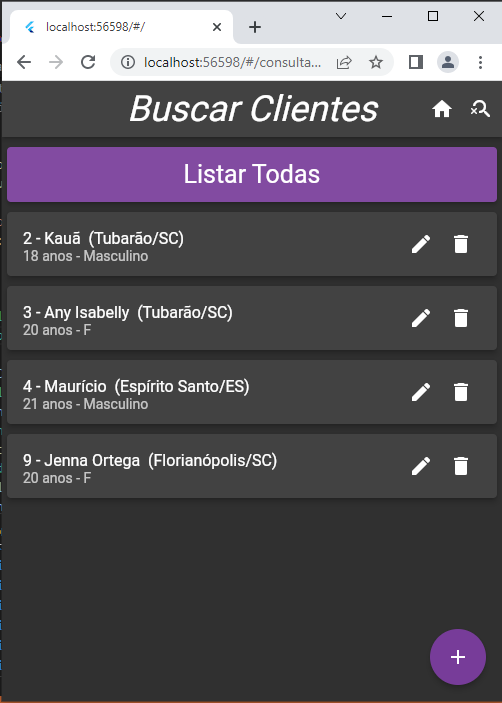 localhost:56598/#/
localhost:56598/#/consulta...
Buscar Clientes
Listar Todas
2 - Kauã  (Tubarão/SC)
18 anos - Masculino
3 - Any Isabelly  (Tubarão/SC)
20 anos - F
4 - Maurício  (Espírito Santo/ES)
21 anos - Masculino
9 - Jenna Ortega  (Florianópolis/SC)
20 anos - F